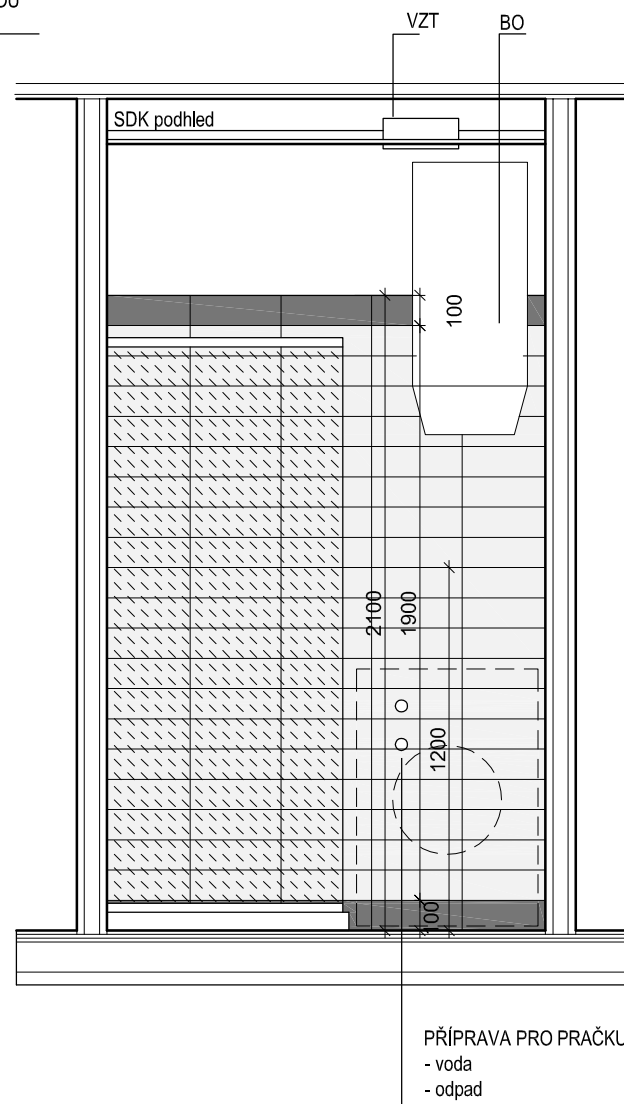 VZT
BO
SDK podhled
100
2100
1900
1200
100
PŘÍPRAVA PRO PRAČKU
- voda
- odpad